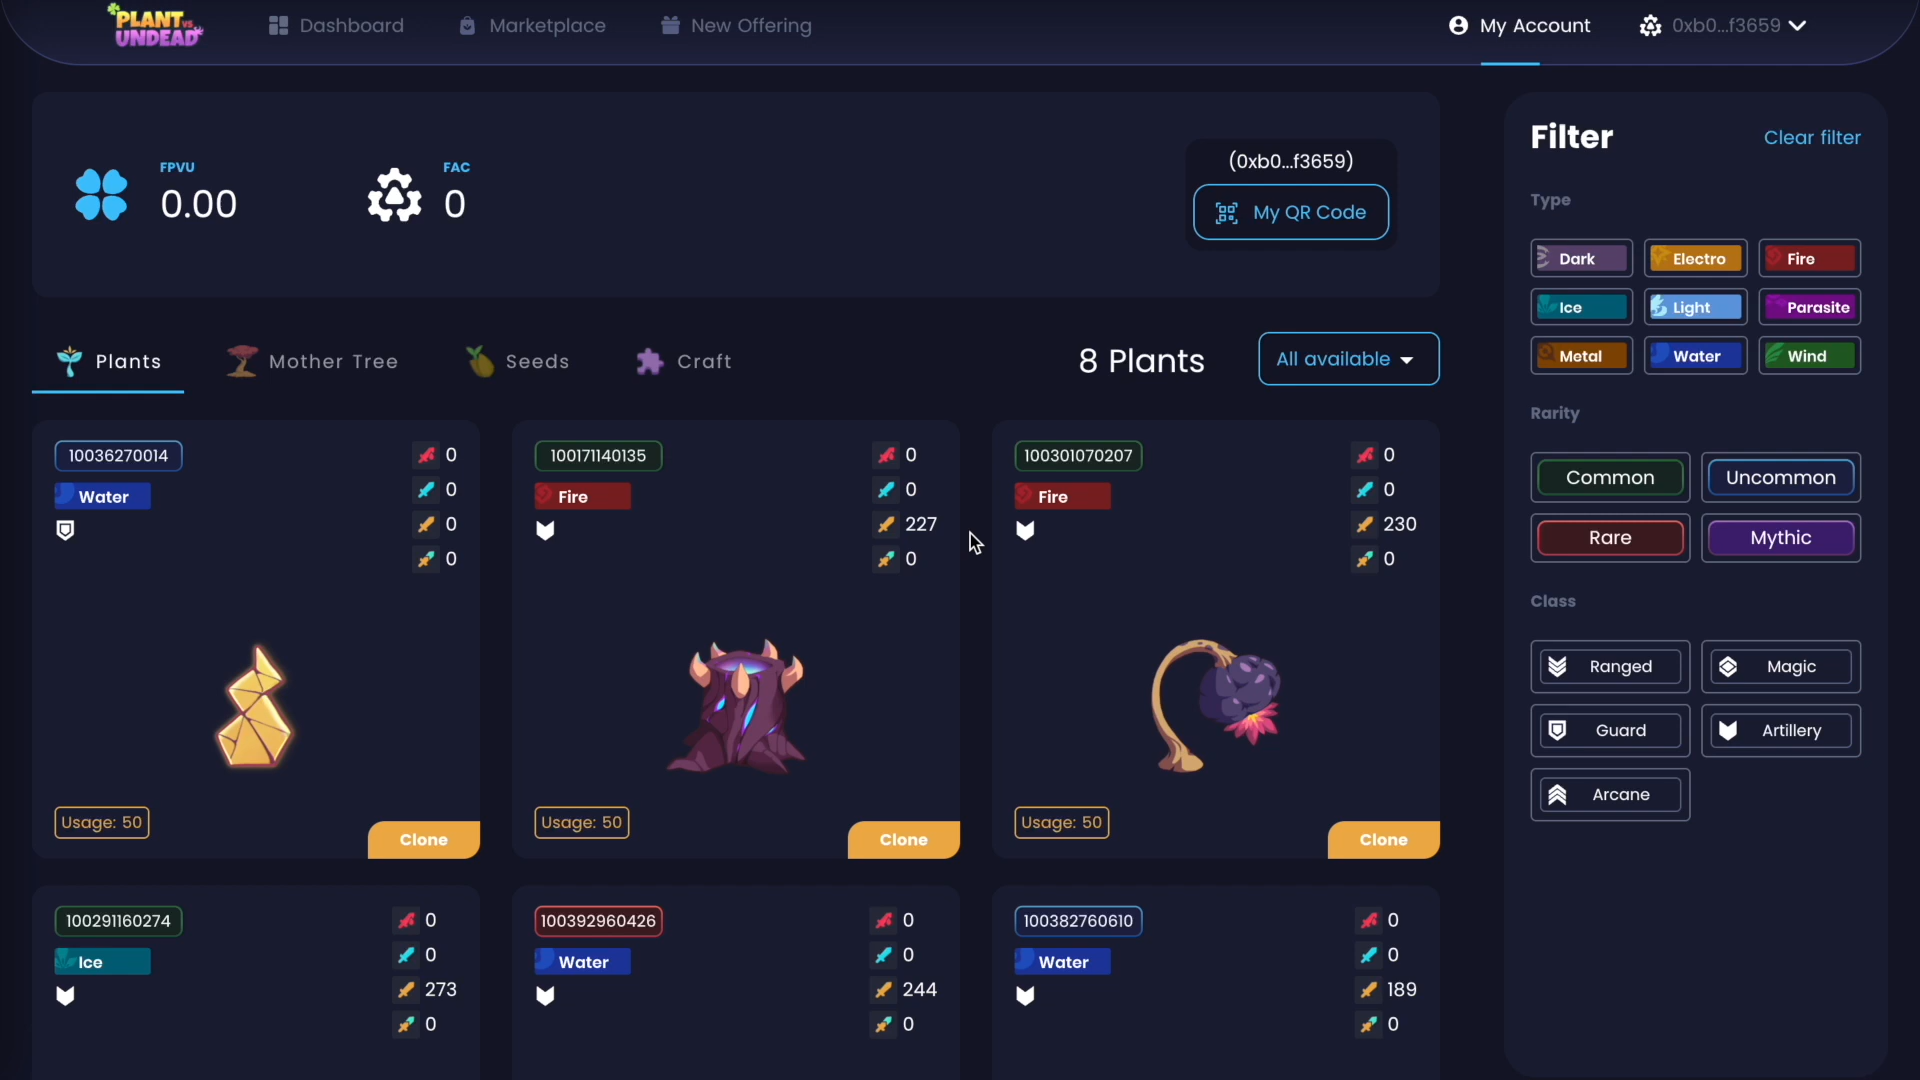 PLANT VS. UNDEAD
Dashboard
Marketplace
New Offering
My Account
0xb0...f3659
FPVU
0.00
FAC
0
(0xb0...f3659)
My QR Code
Plants
Mother Tree
Seeds
Craft
8 Plants
All available
10036270014
Water
0
0
0
0
Usage: 50
Clone
100171140135
Fire
0
0
227
0
Usage: 50
Clone
100301070207
Fire
0
0
230
0
Usage: 50
Clone
100291160274
Ice
0
0
273
0
100392960426
Water
0
0
244
0
100382760610
Water
0
0
189
0
Filter
Clear filter
Type
Dark
Electro
Fire
Ice
Light
Parasite
Metal
Water
Wind
Rarity
Common
Uncommon
Rare
Mythic
Class
Ranged
Magic
Guard
Artillery
Arcane